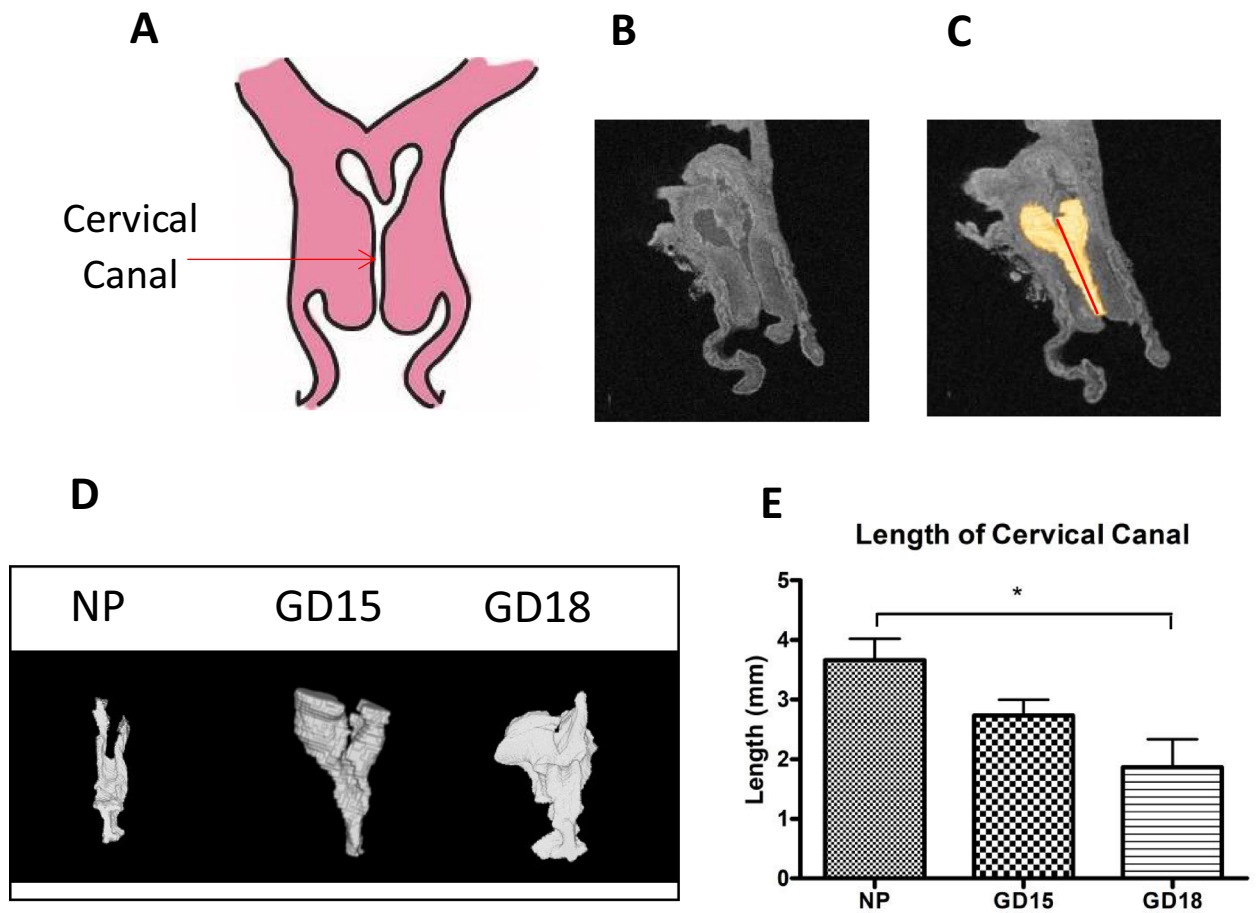 A
B
C
Cervical
Canal
D
NP
GD15
GD18
E
Length of Cervical Canal
Length (mm)
5
4
3
2
1
0
*
NP
GD15
GD18